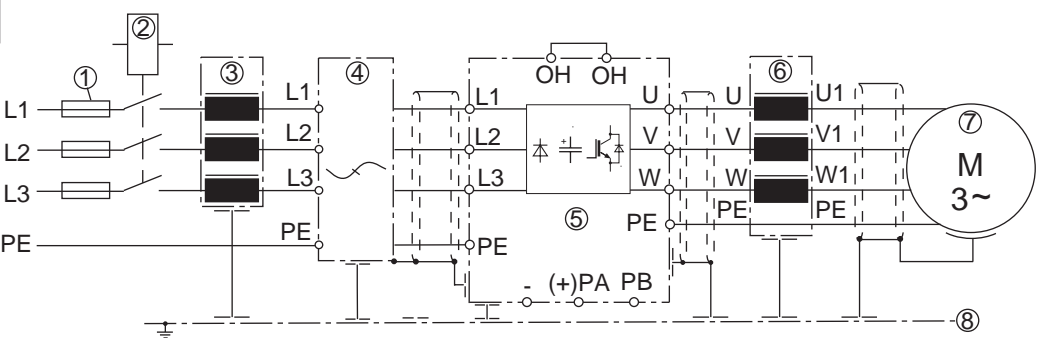 ②
① ③ ④ OH OH ⑥
L1 L1 L1 U U U1 ⑦
L2 L2 L2 V V V1 M
L3 L3 L3 W W W1 3~
⑤
PE PE PE PE PE PE
- (+)PA PB
⑧